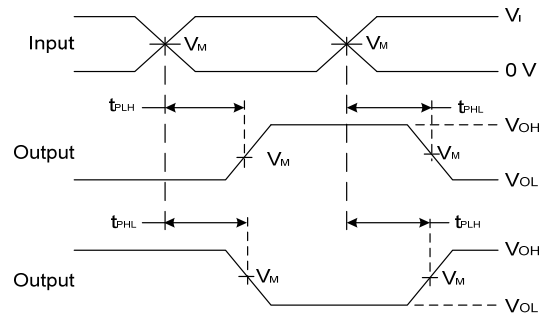 VI
Input VM VM
0 V
tPLH tPHL
VOH
Output VM VM
VOL
tPHL tPLH
VOH
Output VM VM
VOL